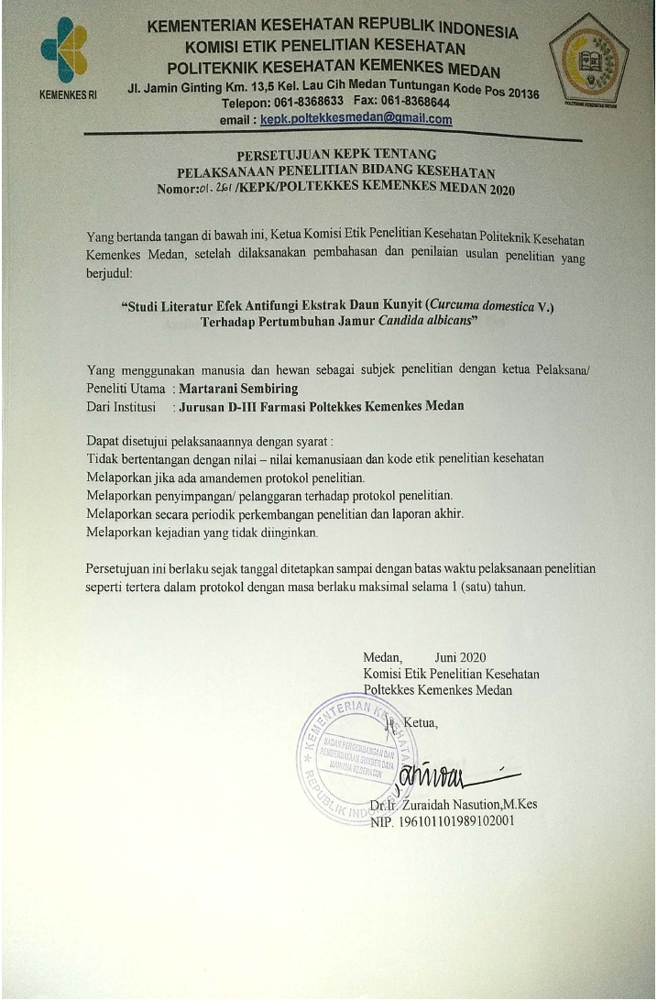 KEMENTERIAN KESEHATAN REPUBLIK INDONESIA
KOMISI ETIK PENELITIAN KESEHATAN
POLITEKNIK KESEHATAN KEMENKES MEDAN
Jl. Jamin Ginting Km. 13,5 Kel. Lau Cih Medan Tuntungan Kode Pos 20136
Telepon: 061-8368633 Fax: 061-8368644
email : kepk.poltekkesmedan@gmail.com
KEMENKES RI
POLITEKNIK KESEHATAN MEDAN
PERSETUJUAN KEPK TENTANG
PELAKSANAAN PENELITIAN BIDANG KESEHATAN
Nomor:01.261/KEPK/POLTEKKES KEMENKES MEDAN 2020
Yang bertanda tangan di bawah ini, Ketua Komisi Etik Penelitian Kesehatan Politeknik Kesehatan
Kemenkes Medan, setelah dilaksanakan pembahasan dan penilaian usulan penelitian yang
berjudul:
“Studi Literatur Efek Antifungi Ekstrak Daun Kunyit (Curcuma domestica V.)
Terhadap Pertumbuhan Jamur Candida albicans”
Yang menggunakan manusia dan hewan sebagai subjek penelitian dengan ketua Pelaksana/
Peneliti Utama : Martarani Sembiring
Dari Institusi : Jurusan D-III Farmasi Poltekkes Kemenkes Medan
Dapat disetujui pelaksanaannya dengan syarat :
Tidak bertentangan dengan nilai – nilai kemanusiaan dan kode etik penelitian kesehatan
Melaporkan jika ada amandemen protokol penelitian.
Melaporkan penyimpangan/ pelanggaran terhadap protokol penelitian.
Melaporkan secara periodik perkembangan penelitian dan laporan akhir.
Melaporkan kejadian yang tidak diinginkan.
Persetujuan ini berlaku sejak tanggal ditetapkan sampai dengan batas waktu pelaksanaan penelitian
seperti tertera dalam protokol dengan masa berlaku maksimal selama 1 (satu) tahun.
Medan, Juni 2020
Komisi Etik Penelitian Kesehatan
Poltekkes Kemenkes Medan
Ketua,
KEMENTERIAN KESEHATAN
BADAN PENGEMBANGAN DAN
PEMBERDAYAAN SUMBER DAYA
MANUSIA KESEHATAN
REPUBLIK INDONESIA
Dr.Ir. Zuraidah Nasution,M.Kes
NIP. 196101101989102001